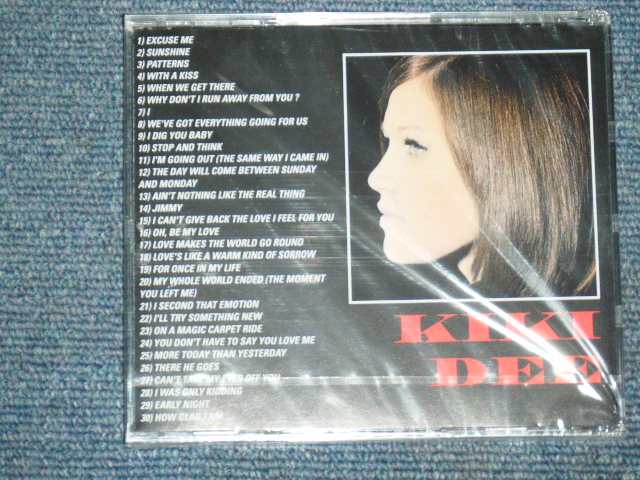 1) EXCUSE ME
2) SUNSHINE
3) PATTERNS
4) WITH A KISS
5) WHEN WE GET THERE
6) WHY DON'T I RUN AWAY FROM YOU ?
7) I
8) WE'VE GOT EVERYTHING GOING FOR US
9) I DIG YOU BABY
10) STOP AND THINK
11) I'M GOING OUT (THE SAME WAY I CAME IN)
12) THE DAY WILL COME BETWEEN SUNDAY
AND MONDAY
13) AIN'T NOTHING LIKE THE REAL THING
14) JIMMY
15) I CAN'T GIVE BACK THE LOVE I FEEL FOR YOU
16) OH, BE MY LOVE
17) LOVE MAKES THE WORLD GO ROUND
18) LOVE'S LIKE A WARM KIND OF SORROW
19) FOR ONCE IN MY LIFE
20) MY WHOLE WORLD ENDED (THE MOMENT
YOU LEFT ME)
21) I SECOND THAT EMOTION
22) I'LL TRY SOMETHING NEW
23) ON A MAGIC CARPET RIDE
24) YOU DON'T HAVE TO SAY YOU LOVE ME
25) MORE TODAY THAN YESTERDAY
26) THERE HE GOES
27) CAN'T TAKE MY EYES OFF YOU
28) I WAS ONLY KIDDING
29) EARLY NIGHT
30) HOW GLAD I AM
KIKI
DEE